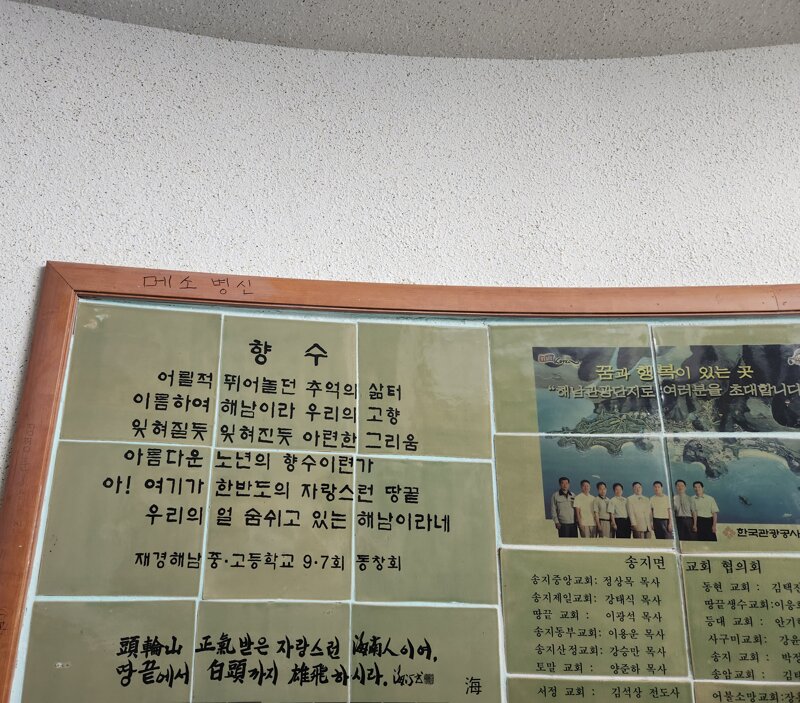 메소 병신
향 수
어릴적 뛰어놀던 추억의 삶터
이름하여 해남이라 우리의 고향
잊혀질듯 잊혀진듯 아련한 그리움
아름다운 노년의 향수이런가
아! 여기가 한반도의 자랑스런 땅끝
우리의 얼 숨쉬고 있는 해남이라네
재경해남중·고등학교 9·7회 동창회
頭輪山 正氣받은 자랑스런 海南人이여,
땅끝에서 白頭까지 雄飛하시라.
海
꿈과 행복이 있는 곳
"해남관광단지로 여러분을 초대합니다
한국관광공사
송지면 교회 협의회
송지중앙교회: 정상목 목사
송지제일교회: 강태식 목사
땅끝 교회 : 이광석 목사
송지동부교회: 이용운 목사
송지산정교회: 강승만 목사
토말 교회 : 양준하 목사
서정 교회 : 김석상 전도사
동현 교회 : 김택
땅끝생수교회:이응
등대 교회 : 안기
사구미교회: 강윤
송지 교회 : 박정
송암교회 : 김태
어불소망교회:장